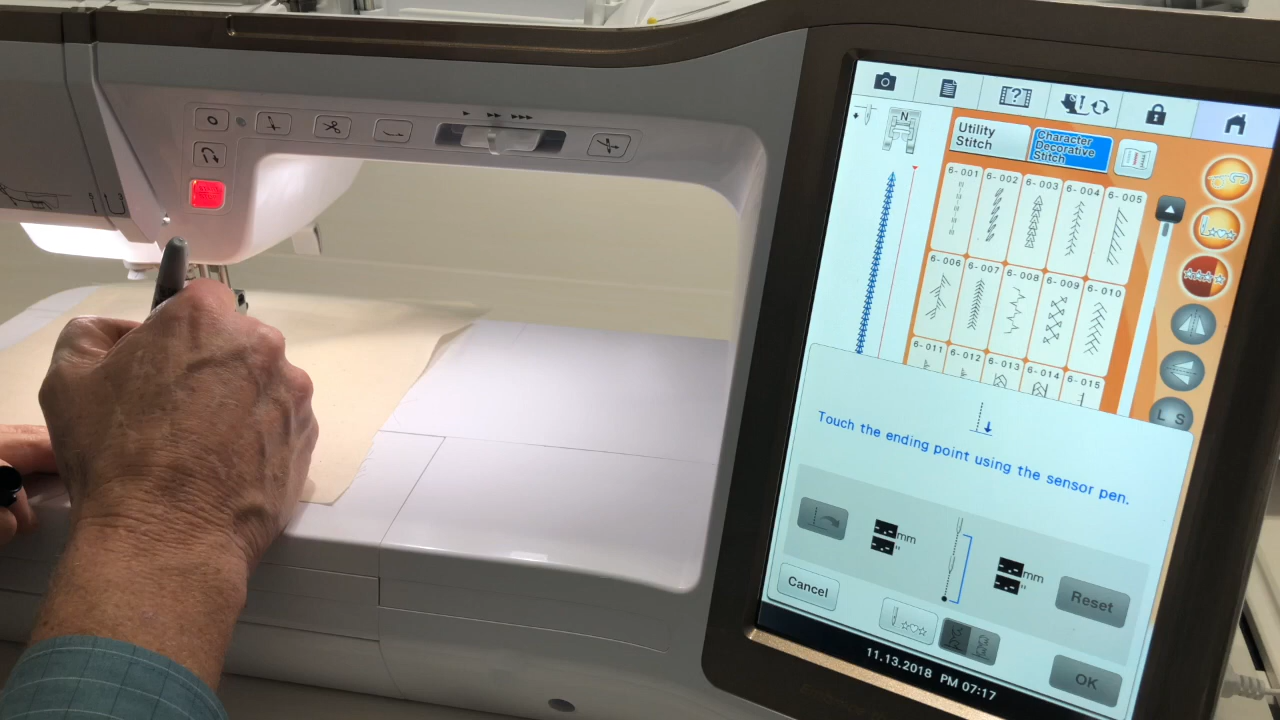 N
Utility
Stitch
Character
Decorative
Stitch
6-001
6-002
6-003
6-004
6-005
6-006
6-007
6-008
6-009
6-010
6-011
6-012
6-013
6-014
6-015
L S
Touch the ending point using the sensor pen.
mm
"
mm
"
Cancel
Reset
OK
11.13.2018 PM 07:17